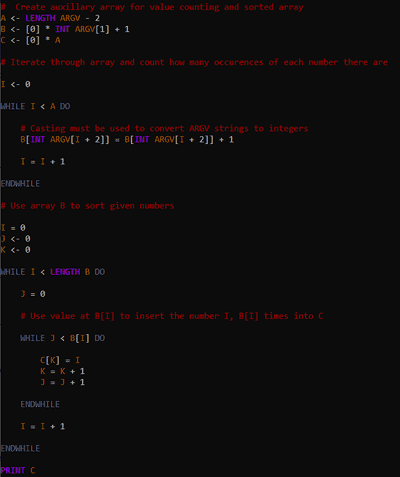 # Create auxillary array for value counting and sorted array
A <- LENGTH ARGV - 2
B <- [0] * INT ARGV[1] + 1
C <- [0] * A
# Iterate through array and count how many occurences of each number there are
I <- 0
WHILE I < A DO
# Casting must be used to convert ARGV strings to integers
B[INT ARGV[I + 2]] = B[INT ARGV[I + 2]] + 1
I = I + 1
ENDWHILE
# Use array B to sort given numbers
I = 0
J <- 0
K <- 0
WHILE I < LENGTH B DO
J = 0
# Use value at B[I] to insert the number I, B[I] times into C
WHILE J < B[I] DO
C[K] = I
K = K + 1
J = J + 1
ENDWHILE
I = I + 1
ENDWHILE
PRINT C